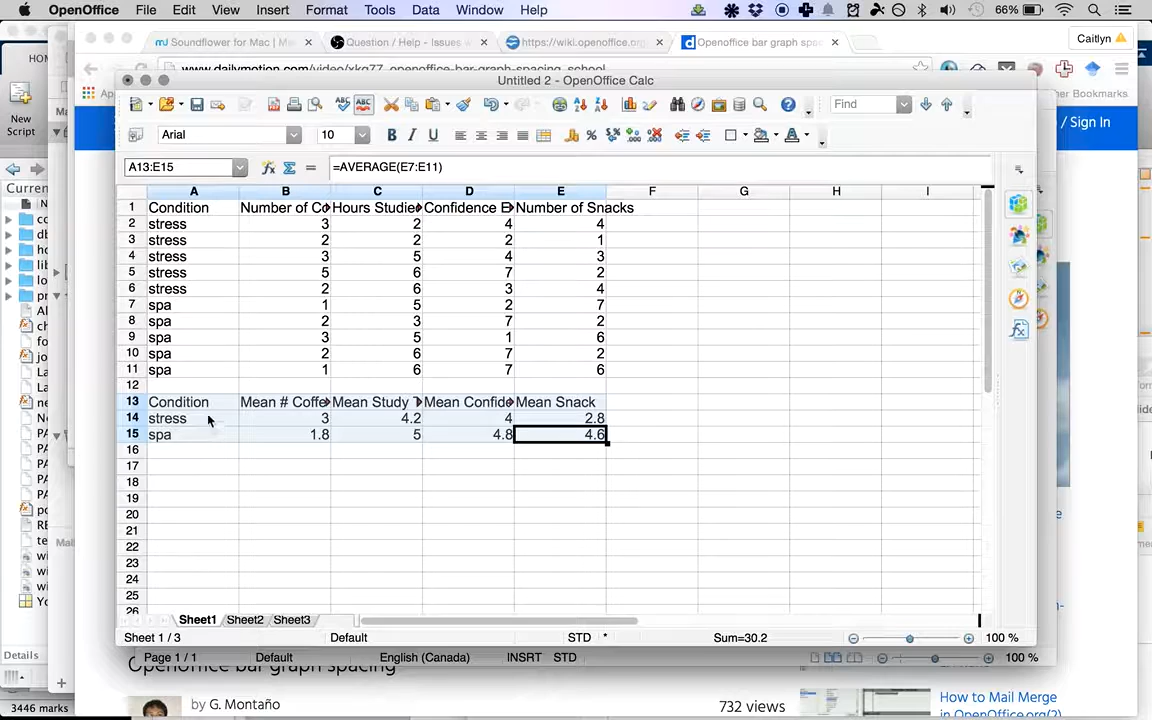 OpenOffice File Edit View Insert Format Tools Data Window Help 66%
Soundflower for Mac | M Question / Help - Issues w https://wiki.openoffice.org Openoffice bar graph spac Caitlyn
www.dailymotion.com/video/xkq77_openoffice-bar-graph-spacing_school
Untitled 2 - OpenOffice Calc
/ Sign In
New
Script
Find
Arial 10 B I U
A13:E15 =AVERAGE(E7:E11)
A B C D E F G H I
1 Condition Number of Co Hours Studie Confidence E Number of Snacks
2 stress 3 2 4 4
3 stress 2 2 2 1
4 stress 3 5 4 3
5 stress 5 6 7 2
6 stress 2 6 3 4
7 spa 1 5 2 7
8 spa 2 3 7 2
9 spa 3 5 1 6
10 spa 2 6 7 2
11 spa 1 6 7 6
12
13 Condition Mean # Coffe Mean Study T Mean Confide Mean Snack
14 stress 3 4.2 4 2.8
15 spa 1.8 5 4.8 4.6
16
17
18
19
20
21
22
23
24
25
26
Sheet1 Sheet2 Sheet3
Sheet 1 / 3 Default STD * Sum=30.2 100 %
Details Page 1 / 1 Default English (Canada) INSRT STD 100 %
Openoffice bar graph spacing
3446 marks by G. Montaño 732 views How to Mail Merge
in OpenOffice.org(2)